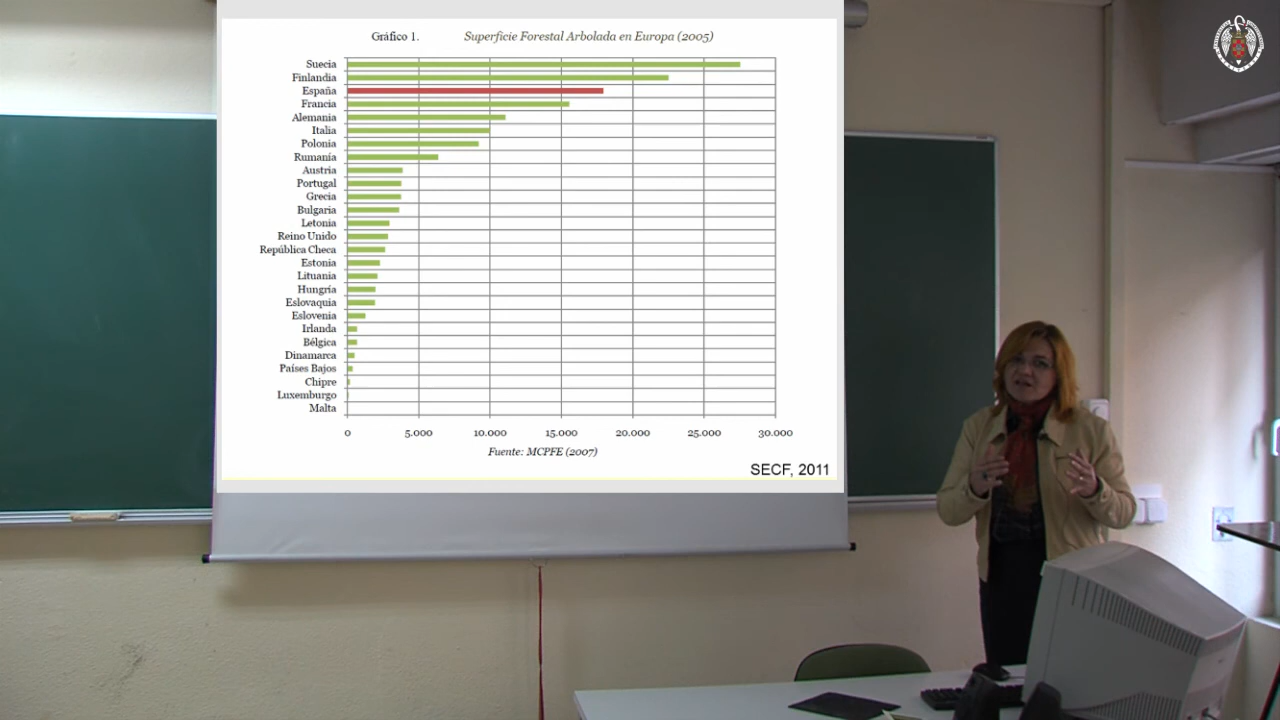 Gráfico 1. Superficie Forestal Arbolada en Europa (2005)
Suecia
Finlandia
España
Francia
Alemania
Italia
Polonia
Rumanía
Austria
Portugal
Grecia
Bulgaria
Letonia
Reino Unido
República Checa
Estonia
Lituania
Hungría
Eslovaquia
Eslovenia
Irlanda
Bélgica
Dinamarca
Países Bajos
Chipre
Luxemburgo
Malta
0 5.000 10.000 15.000 20.000 25.000 30.000
Fuente: MCPFE (2007)
SECF, 2011